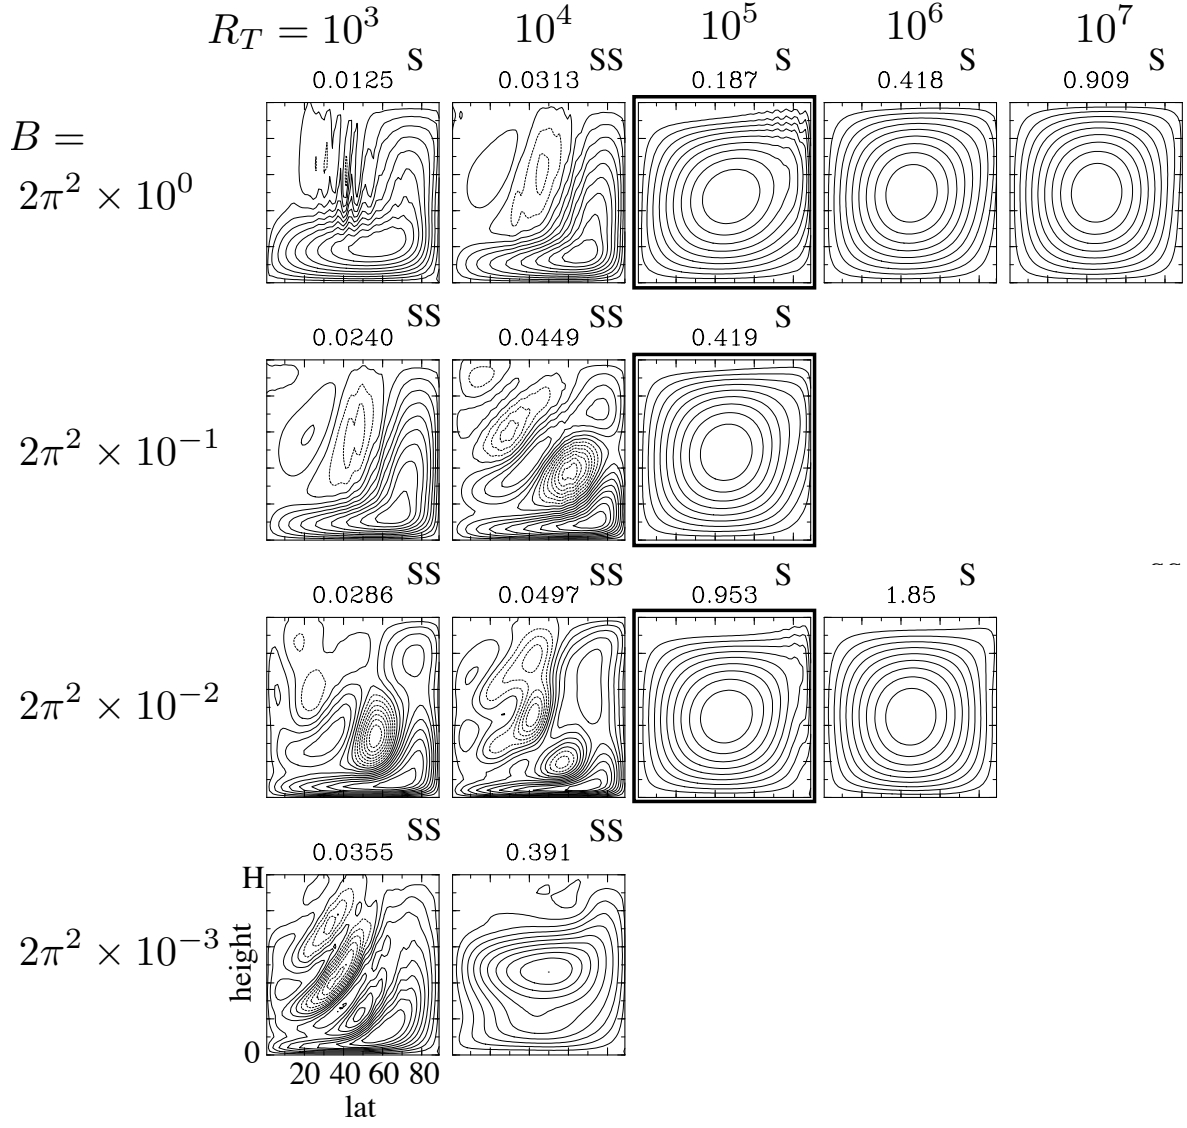 R_T = 10^3 10^4 10^5 10^6 10^7
S SS S S S
0.0125 0.0313 0.187 0.418 0.909
B =
2π^2 × 10^0
SS SS S
0.0240 0.0449 0.419
2π^2 × 10^−1
SS SS S S
0.0286 0.0497 0.953 1.85
2π^2 × 10^−2
SS SS
0.0355 0.391
H
2π^2 × 10^−3
height
0
20 40 60 80
lat